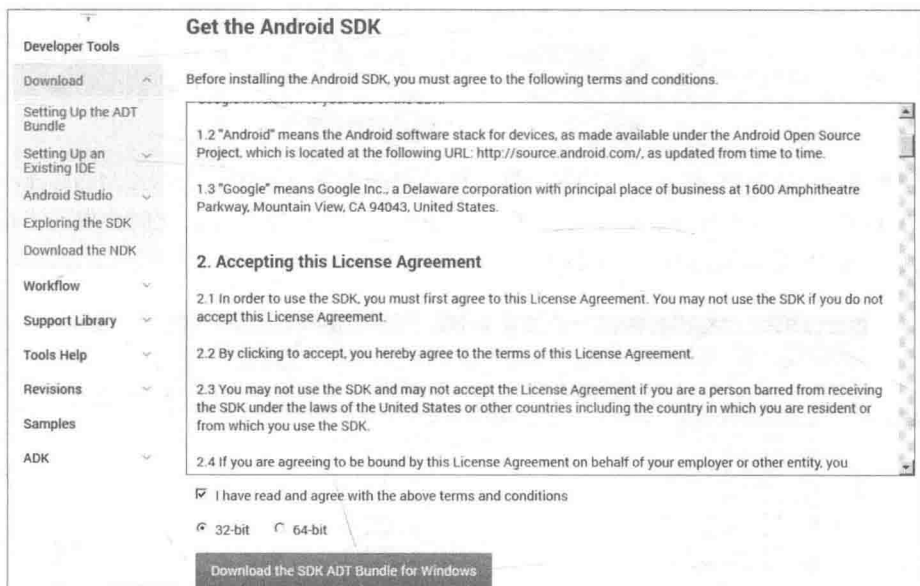 Developer Tools
Download
Setting Up the ADT
Bundle
Setting Up an
Existing IDE
Android Studio
Exploring the SDK
Download the NDK
Workflow
Support Library
Tools Help
Revisions
Samples
ADK
Get the Android SDK
Before installing the Android SDK, you must agree to the following terms and conditions.
1.2 "Android" means the Android software stack for devices, as made available under the Android Open Source
Project, which is located at the following URL: http://source.android.com/, as updated from time to time.
1.3 "Google" means Google Inc., a Delaware corporation with principal place of business at 1600 Amphitheatre
Parkway, Mountain View, CA 94043, United States.
2. Accepting this License Agreement
2.1 In order to use the SDK, you must first agree to this License Agreement. You may not use the SDK if you do not
accept this License Agreement.
2.2 By clicking to accept, you hereby agree to the terms of this License Agreement.
2.3 You may not use the SDK and may not accept the License Agreement if you are a person barred from receiving
the SDK under the laws of the United States or other countries including the country in which you are resident or
from which you use the SDK.
2.4 If you are agreeing to be bound by this License Agreement on behalf of your employer or other entity, you
I have read and agree with the above terms and conditions
32-bit 64-bit
Download the SDK ADT Bundle for Windows